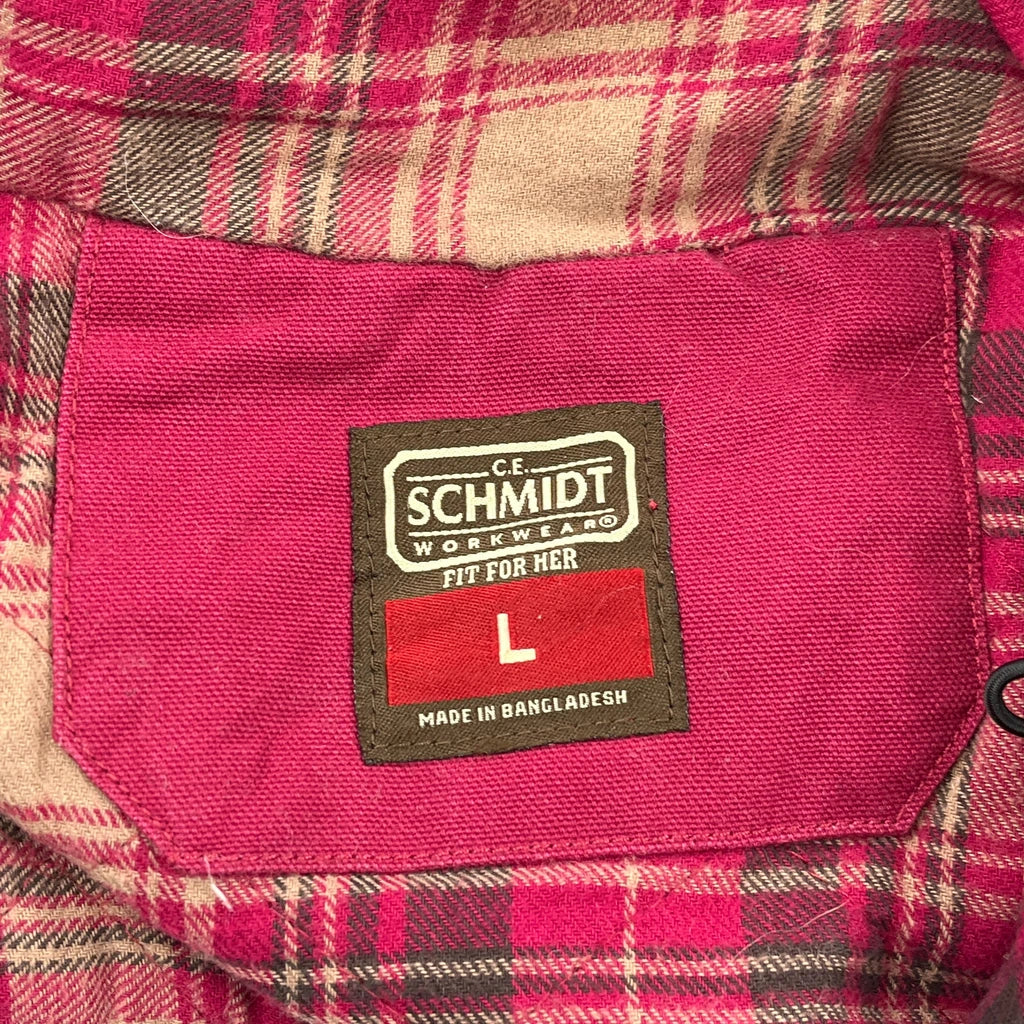 C.E.
SCHMIDT
WORKWEAR®
FIT FOR HER
L
MADE IN BANGLADESH